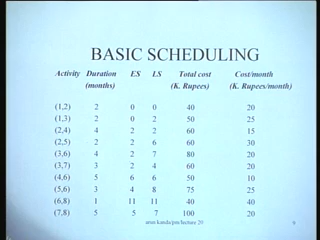 BASIC SCHEDULING
Activity Duration ES LS Total cost Cost/month
(months) (K. Rupees) (K. Rupees/month)
(1,2) 2 0 0 40 20
(1,3) 2 0 2 50 25
(2,4) 4 2 2 60 15
(2,5) 2 2 6 60 30
(3,6) 4 2 7 80 20
(3,7) 3 2 4 60 20
(4,6) 5 6 6 50 10
(5,6) 3 4 8 75 25
(6,8) 1 11 11 40 40
(7,8) 5 5 7 100 20
arun kanda/pm/lecture 20 9